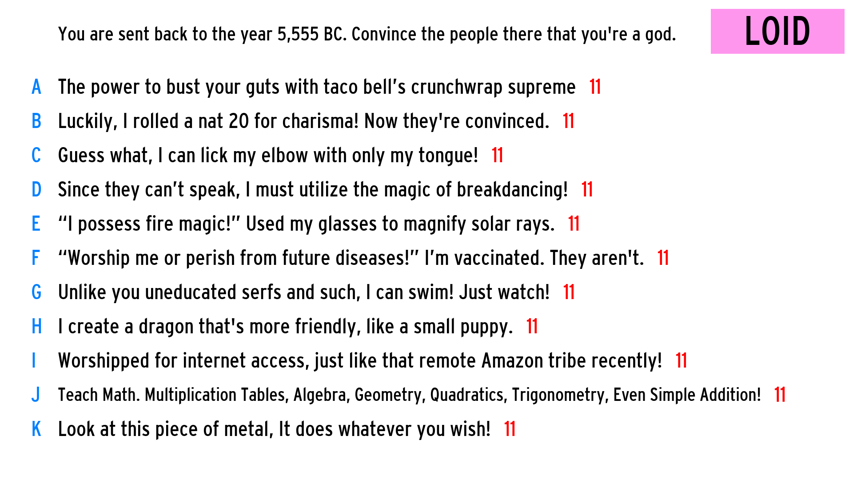 You are sent back to the year 5,555 BC. Convince the people there that you're a god.
LOID
A The power to bust your guts with taco bell’s crunchwrap supreme 11
B Luckily, I rolled a nat 20 for charisma! Now they're convinced. 11
C Guess what, I can lick my elbow with only my tongue! 11
D Since they can’t speak, I must utilize the magic of breakdancing! 11
E “I possess fire magic!” Used my glasses to magnify solar rays. 11
F “Worship me or perish from future diseases!” I’m vaccinated. They aren't. 11
G Unlike you uneducated serfs and such, I can swim! Just watch! 11
H I create a dragon that's more friendly, like a small puppy. 11
I Worshipped for internet access, just like that remote Amazon tribe recently! 11
J Teach Math. Multiplication Tables, Algebra, Geometry, Quadratics, Trigonometry, Even Simple Addition! 11
K Look at this piece of metal, It does whatever you wish! 11